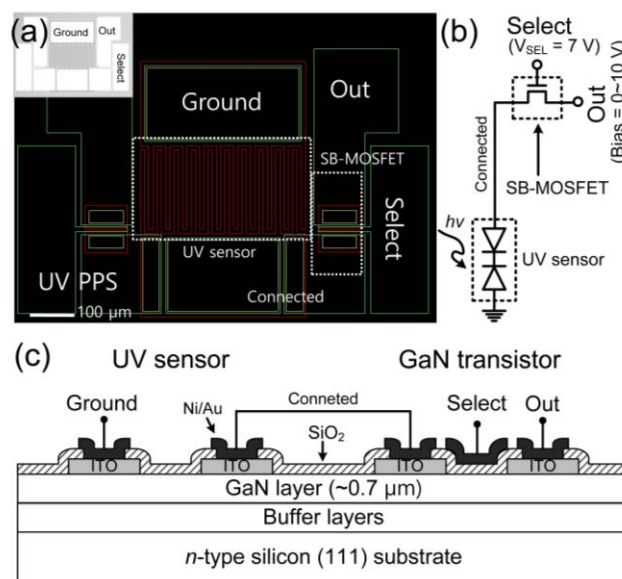 (a)
Ground
Out
Select
Ground
Out
SB-MOSFET
Select
UV sensor
UV PPS
Connected
100 µm
(b)
Select
(VSEL = 7 V)
Out
(Bias = 0~10 V)
Connected
SB-MOSFET
hν
UV sensor
(c)
UV sensor
GaN transistor
Ground
Ni/Au
Conneted
SiO2
Select
Out
ITO
ITO
ITO
ITO
GaN layer (~0.7 µm)
Buffer layers
n-type silicon (111) substrate